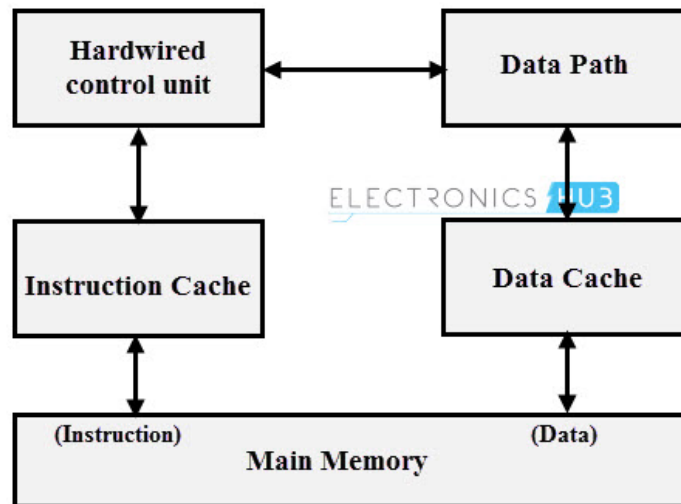 Hardwired
control unit
Data Path
ELECTRONICS HUB
Instruction Cache
Data Cache
(Instruction)
(Data)
Main Memory